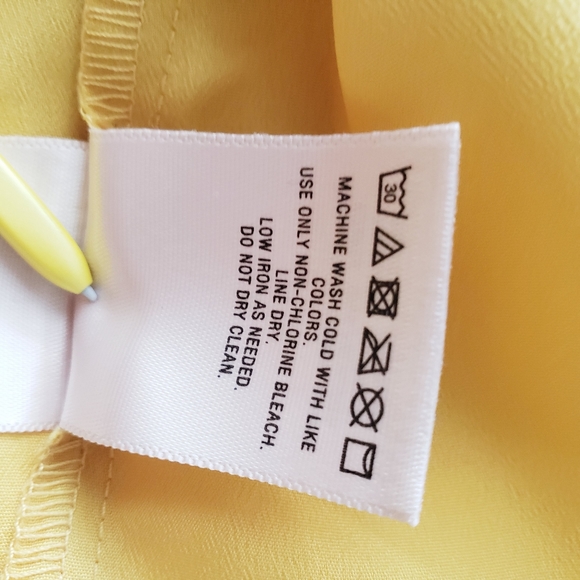 30
MACHINE WASH COLD WITH LIKE
COLORS.
USE ONLY NON-CHLORINE BLEACH.
LINE DRY.
LOW IRON AS NEEDED.
DO NOT DRY CLEAN.